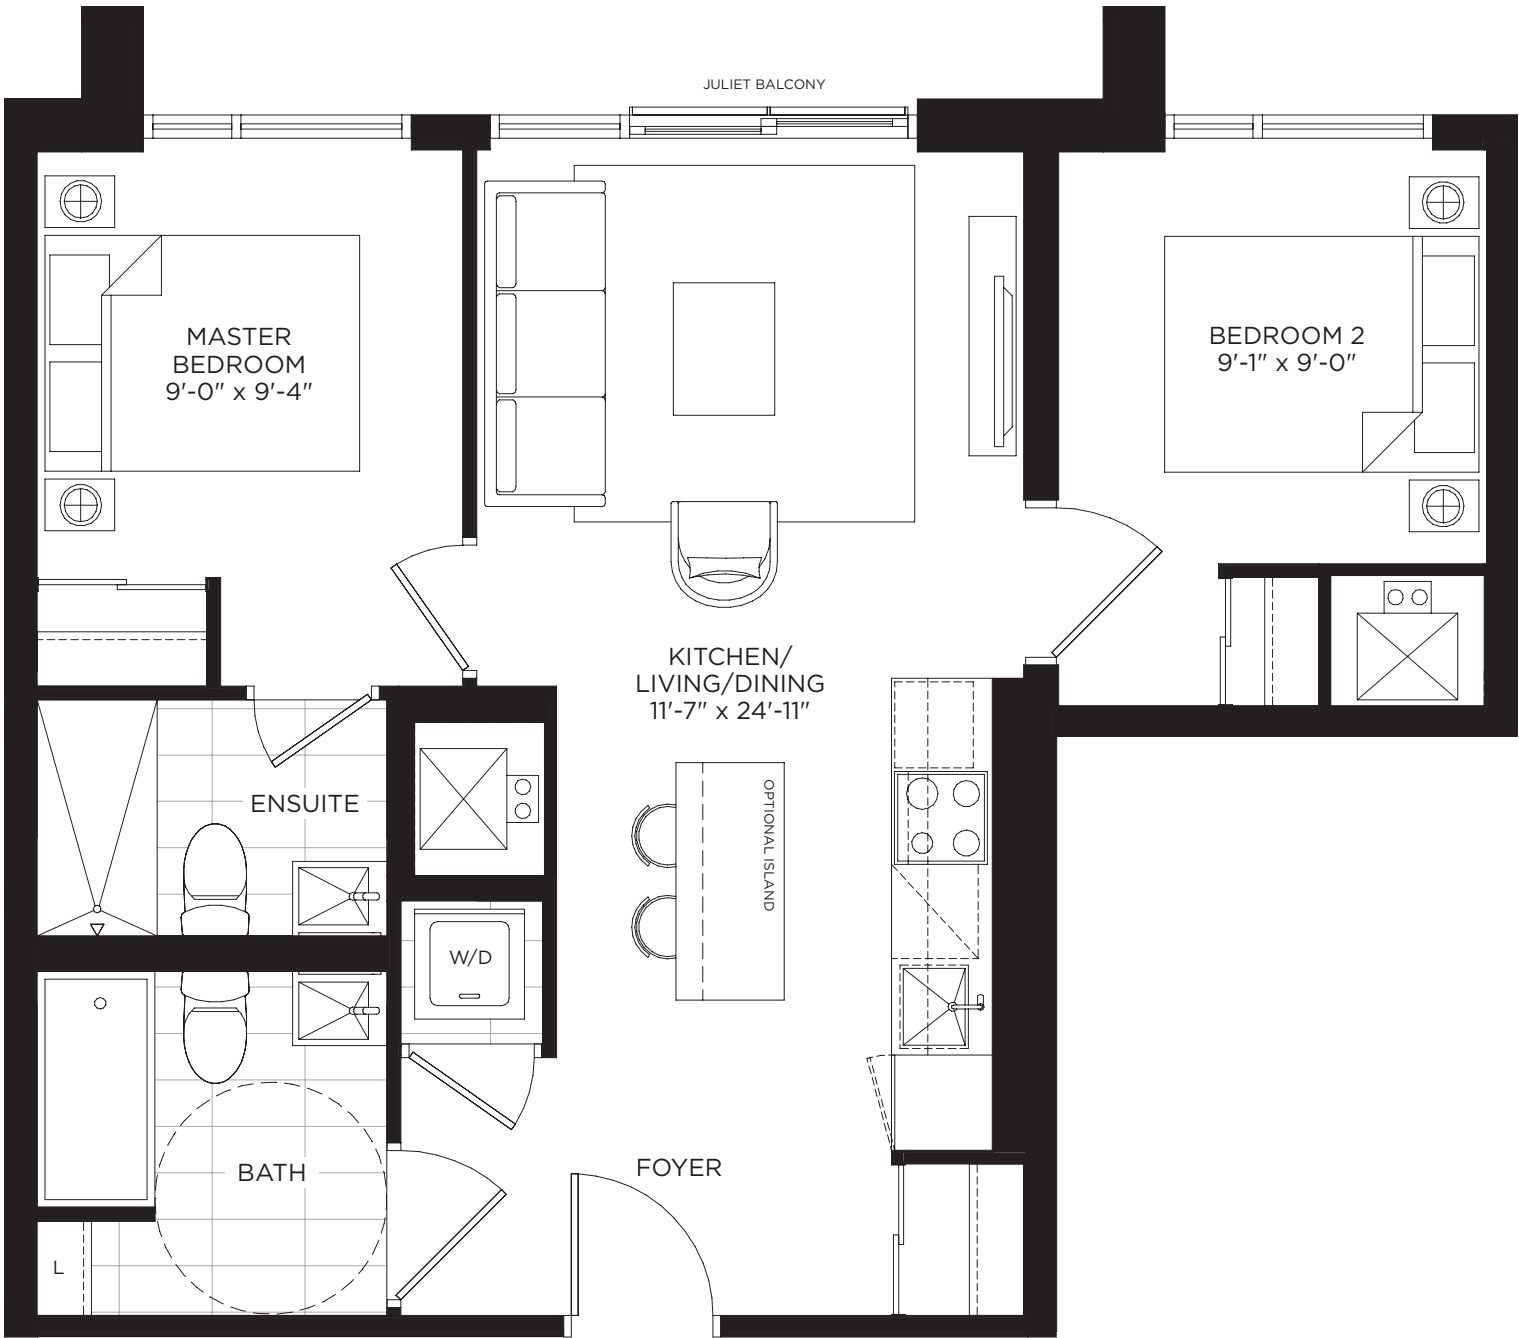 JULIET BALCONY
MASTER
BEDROOM
9'-0" x 9'-4"
BEDROOM 2
9'-1" x 9'-0"
KITCHEN/
LIVING/DINING
11'-7" x 24'-11"
ENSUITE
OPTIONAL ISLAND
W/D
BATH
FOYER
L